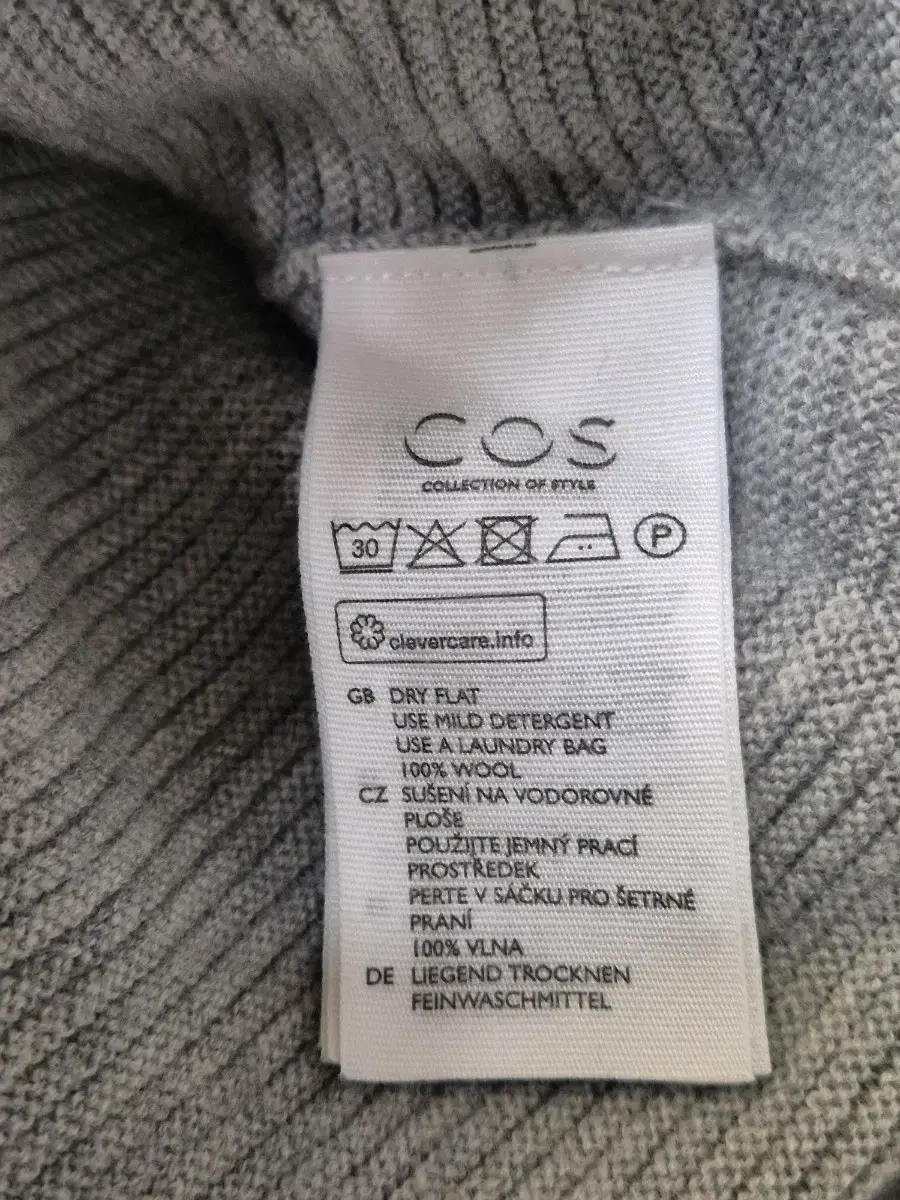 COS
COLLECTION OF STYLE
30 P
clevercare.info
GB DRY FLAT
USE MILD DETERGENT
USE A LAUNDRY BAG
100% WOOL
CZ SUŠENÍ NA VODOROVNÉ
PLOŠE
POUŽIJTE JEMNÝ PRACÍ
PROSTŘEDEK
PERTE V SÁČKU PRO ŠETRNÉ
PRANÍ
100% VLNA
DE LIEGEND TROCKNEN
FEINWASCHMITTEL